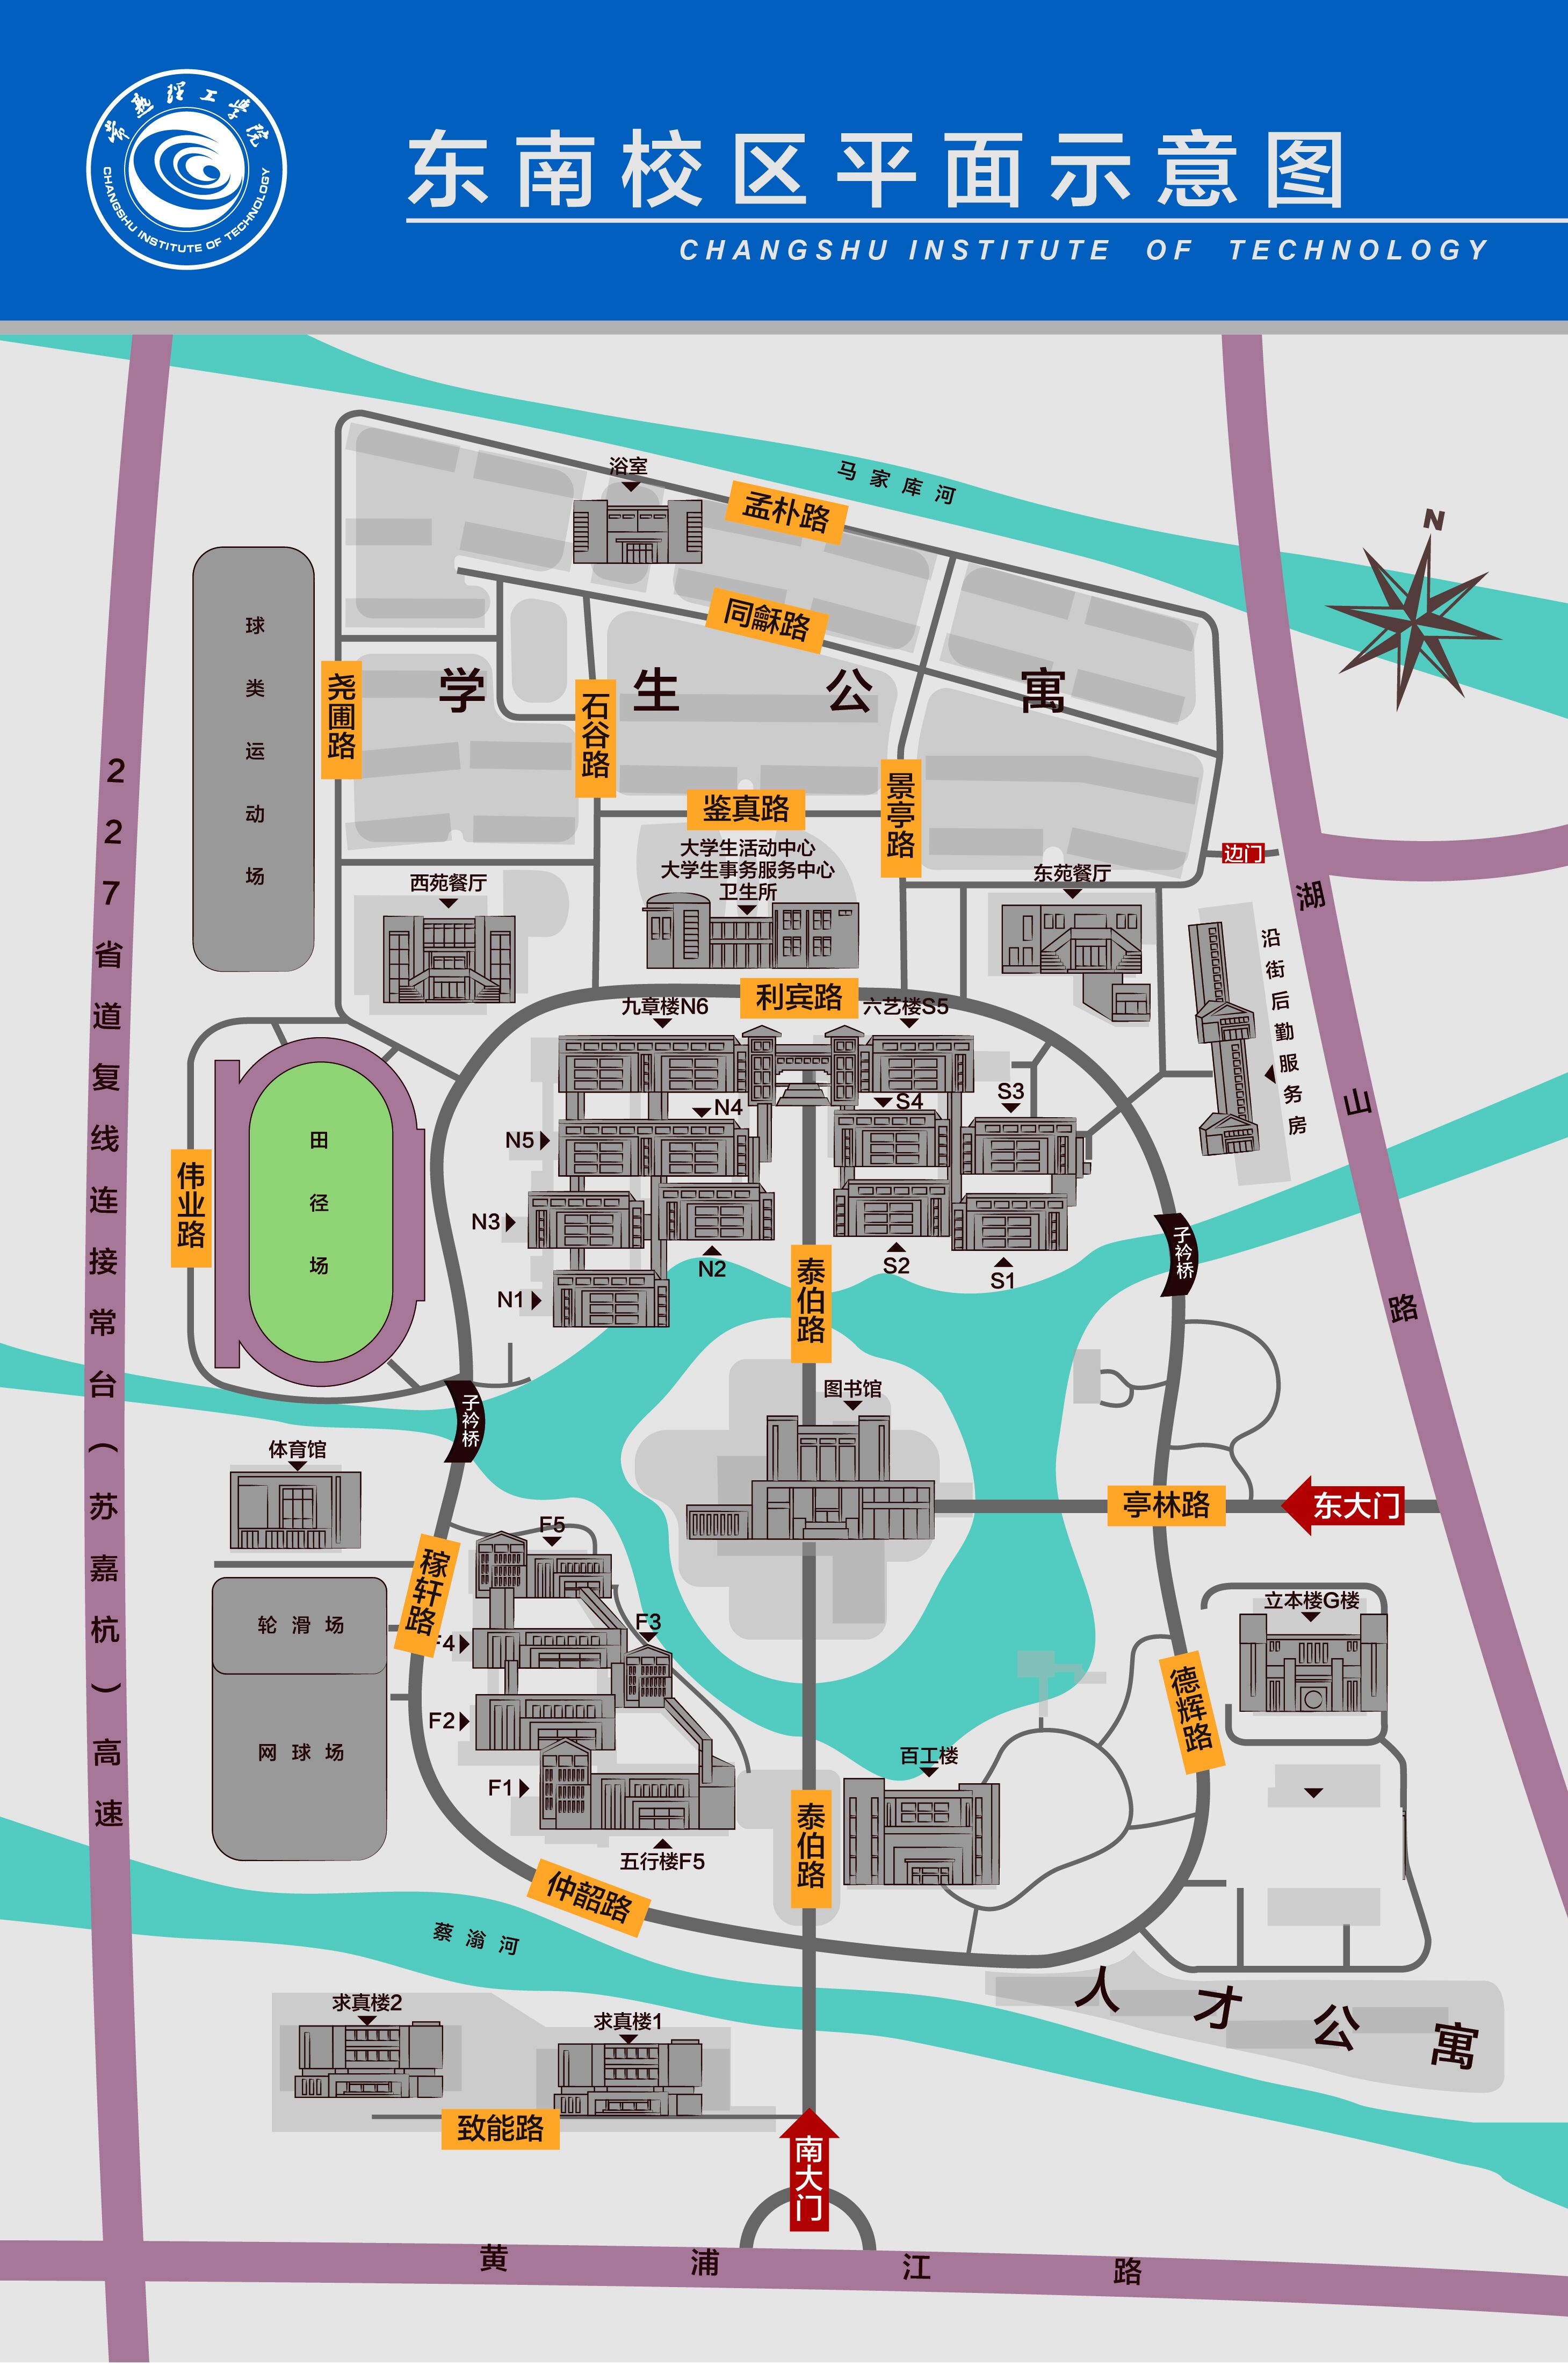 常熟理工学院
CHANGSHU INSTITUTE OF TECHNOLOGY
东南校区平面示意图
CHANGSHU INSTITUTE OF TECHNOLOGY
马家库河
浴室
孟朴路
N
同龢路
球类运动场
尧圃路
学生公寓
石谷路
景亭路
鉴真路
大学生活动中心
大学生事务服务中心
卫生所
边门
西苑餐厅
东苑餐厅
湖山路
沿街后勤服务房
227省道复线连接常台（苏嘉杭）高速
利宾路
九章楼N6
六艺楼S5
N4
S4
S3
N5
田径场
伟业路
N3
N2
S2
S1
N1
子衿桥
泰伯路
子衿桥
图书馆
体育馆
亭林路
东大门
F5
稼轩路
轮滑场
F4
F3
立本楼G楼
德辉路
F2
网球场
百工楼
F1
泰伯路
五行楼F5
仲韶路
蔡滃河
人才公寓
求真楼2
求真楼1
致能路
南大门
黄浦江路